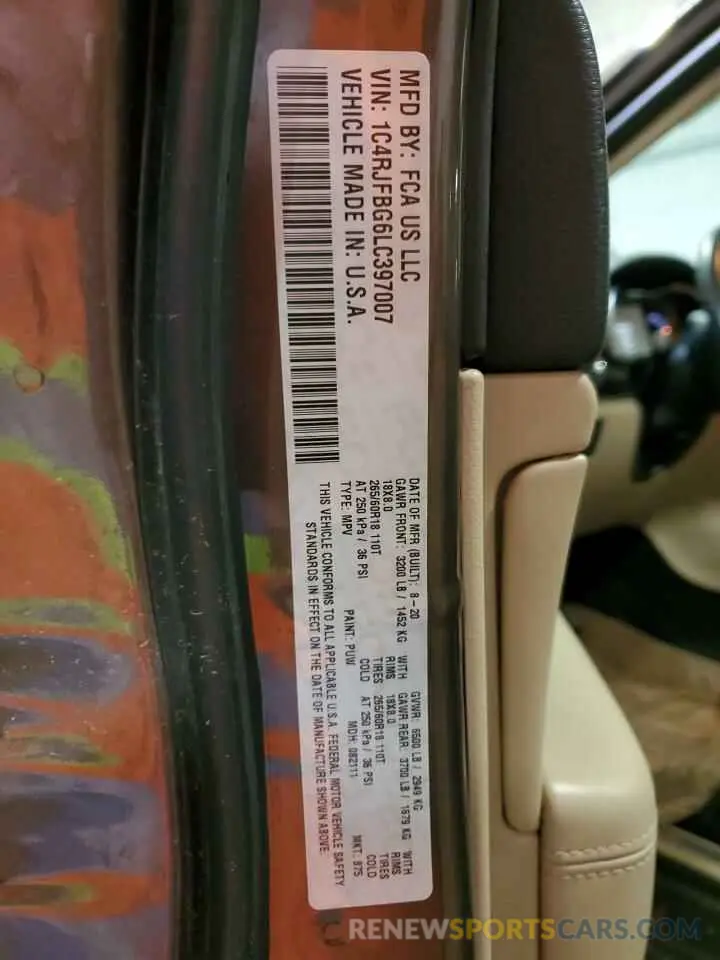 MFD BY: FCA US LLC
VIN: 1C4RJFBG6LC397007
VEHICLE MADE IN: U.S.A.
DATE OF MFR (BUILT): 8-20 GVWR: 6500 LB / 2949 KG
GAWR FRONT: 3200 LB / 1452 KG WITH GAWR REAR: 3700 LB / 1679 KG WITH
18X8.0 RIMS 18X8.0 RIMS
265/60R18 110T TIRES 265/60R18 110T TIRES
AT 250 kPa / 36 PSI COLD AT 250 kPa / 36 PSI COLD
TYPE: MPV PAINT: PUW MDH: 082111 MKT: 875
THIS VEHICLE CONFORMS TO ALL APPLICABLE U.S.A. FEDERAL MOTOR VEHICLE SAFETY
STANDARDS IN EFFECT ON THE DATE OF MANUFACTURE SHOWN ABOVE.
RENEWSPORTSCARS.COM